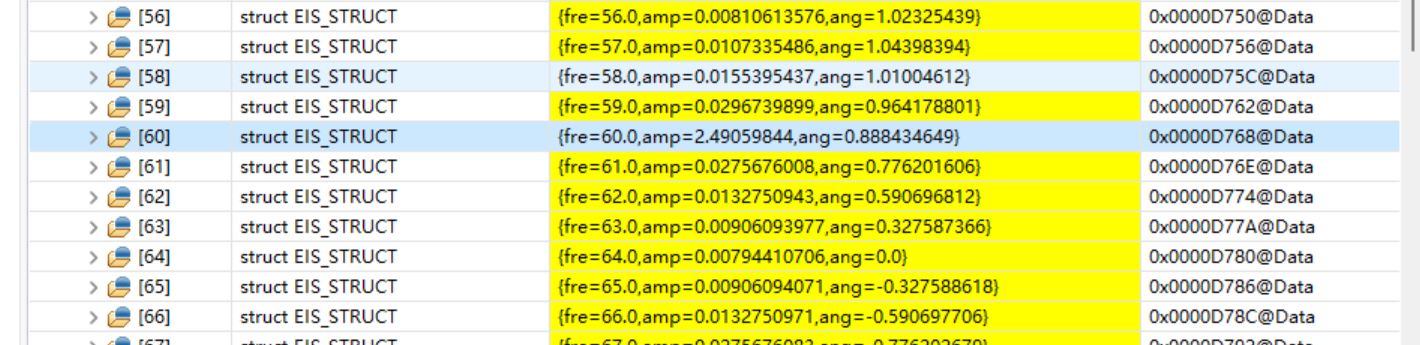 [56] struct EIS_STRUCT {fre=56.0,amp=0.00810613576,ang=1.02325439} 0x0000D750@Data
[57] struct EIS_STRUCT {fre=57.0,amp=0.0107335486,ang=1.04398394} 0x0000D756@Data
[58] struct EIS_STRUCT {fre=58.0,amp=0.0155395437,ang=1.01004612} 0x0000D75C@Data
[59] struct EIS_STRUCT {fre=59.0,amp=0.0296739899,ang=0.964178801} 0x0000D762@Data
[60] struct EIS_STRUCT {fre=60.0,amp=2.49059844,ang=0.888434649} 0x0000D768@Data
[61] struct EIS_STRUCT {fre=61.0,amp=0.0275676008,ang=0.776201606} 0x0000D76E@Data
[62] struct EIS_STRUCT {fre=62.0,amp=0.0132750943,ang=0.590696812} 0x0000D774@Data
[63] struct EIS_STRUCT {fre=63.0,amp=0.00906093977,ang=0.327587366} 0x0000D77A@Data
[64] struct EIS_STRUCT {fre=64.0,amp=0.00794410706,ang=0.0} 0x0000D780@Data
[65] struct EIS_STRUCT {fre=65.0,amp=0.00906094071,ang=-0.327588618} 0x0000D786@Data
[66] struct EIS_STRUCT {fre=66.0,amp=0.0132750971,ang=-0.590697706} 0x0000D78C@Data